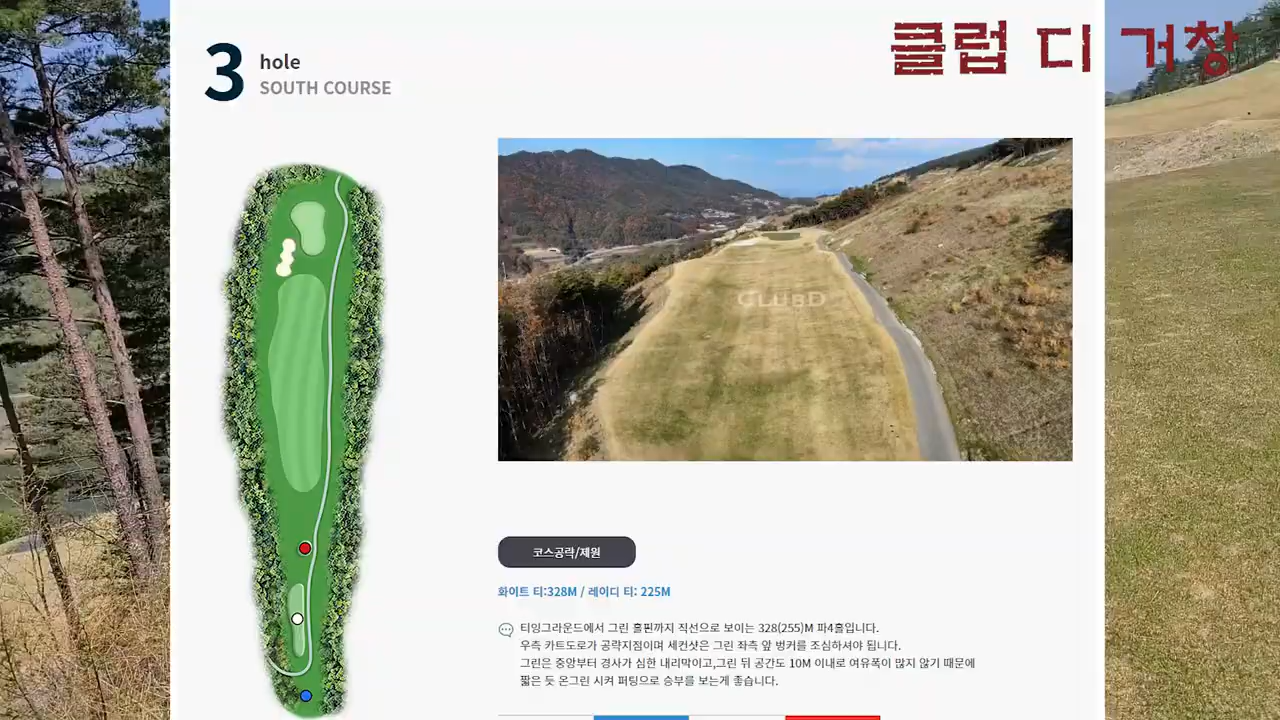 클럽 디 거창
3 hole
SOUTH COURSE
CLUBD
코스공략/제원
화이트 티:328M / 레이디 티: 225M
티잉그라운드에서 그린 홀핀까지 직선으로 보이는 328(255)M 파4홀입니다.
우측 카트도로가 공략지점이며 세컨샷은 그린 좌측 앞 벙커를 조심하셔야 됩니다.
그린은 중앙부터 경사가 심한 내리막이고,그린 뒤 공간도 10M 이내로 여유폭이 많지 않기 때문에
짧은 듯 온그린 시켜 퍼팅으로 승부를 보는게 좋습니다.